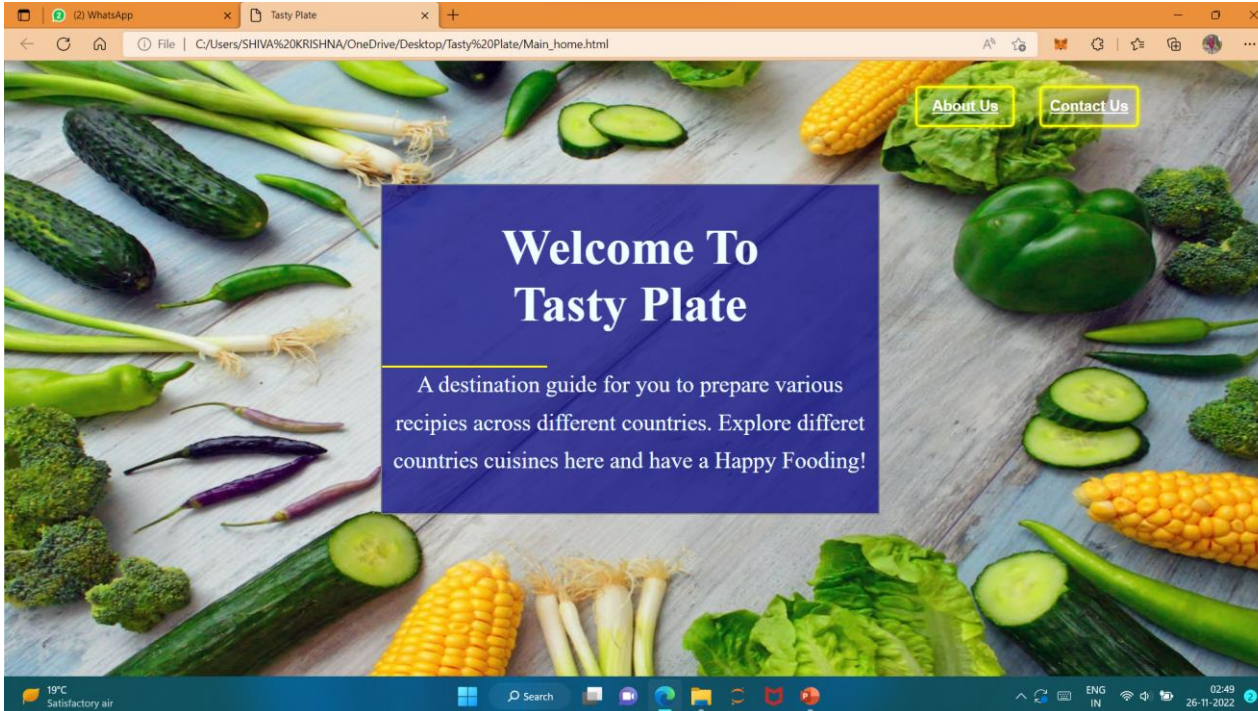 (2) WhatsApp
Tasty Plate
File | C:/Users/SHIVA%20KRISHNA/OneDrive/Desktop/Tasty%20Plate/Main_home.html
About Us
Contact Us
Welcome To
Tasty Plate
A destination guide for you to prepare various
recipies across different countries. Explore differet
countries cuisines here and have a Happy Fooding!
19°C
Satisfactory air
Search
ENG
IN
02:49
26-11-2022
2